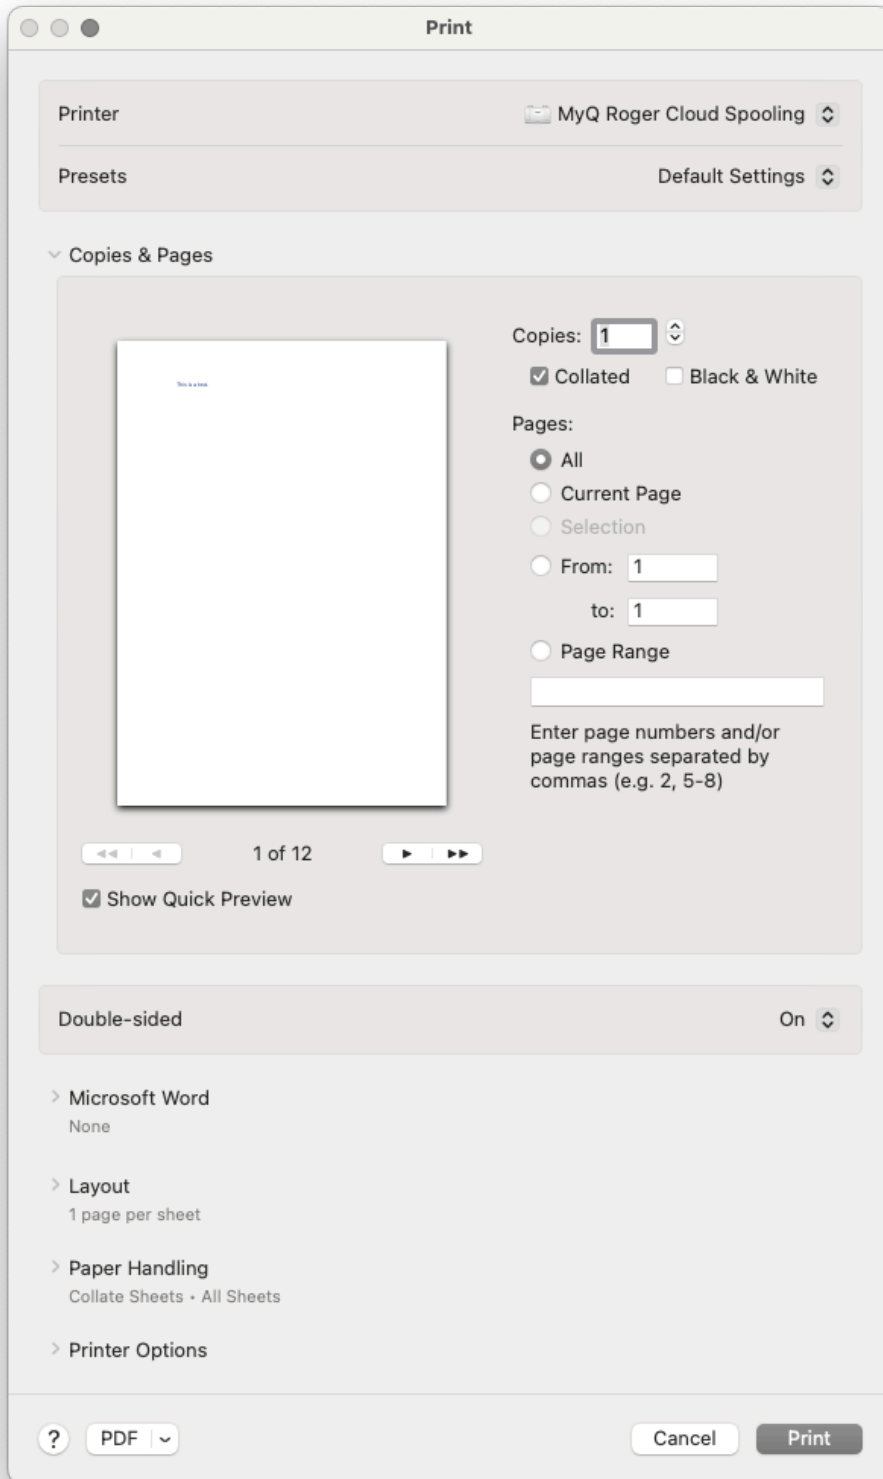 Print
Printer MyQ Roger Cloud Spooling
Presets Default Settings
Copies & Pages
This is a test.
Copies: 1
Collated Black & White
Pages:
All
Current Page
Selection
From: 1
to: 1
Page Range
Enter page numbers and/or
page ranges separated by
commas (e.g. 2, 5-8)
1 of 12
Show Quick Preview
Double-sided On
Microsoft Word
None
Layout
1 page per sheet
Paper Handling
Collate Sheets • All Sheets
Printer Options
? PDF Cancel Print